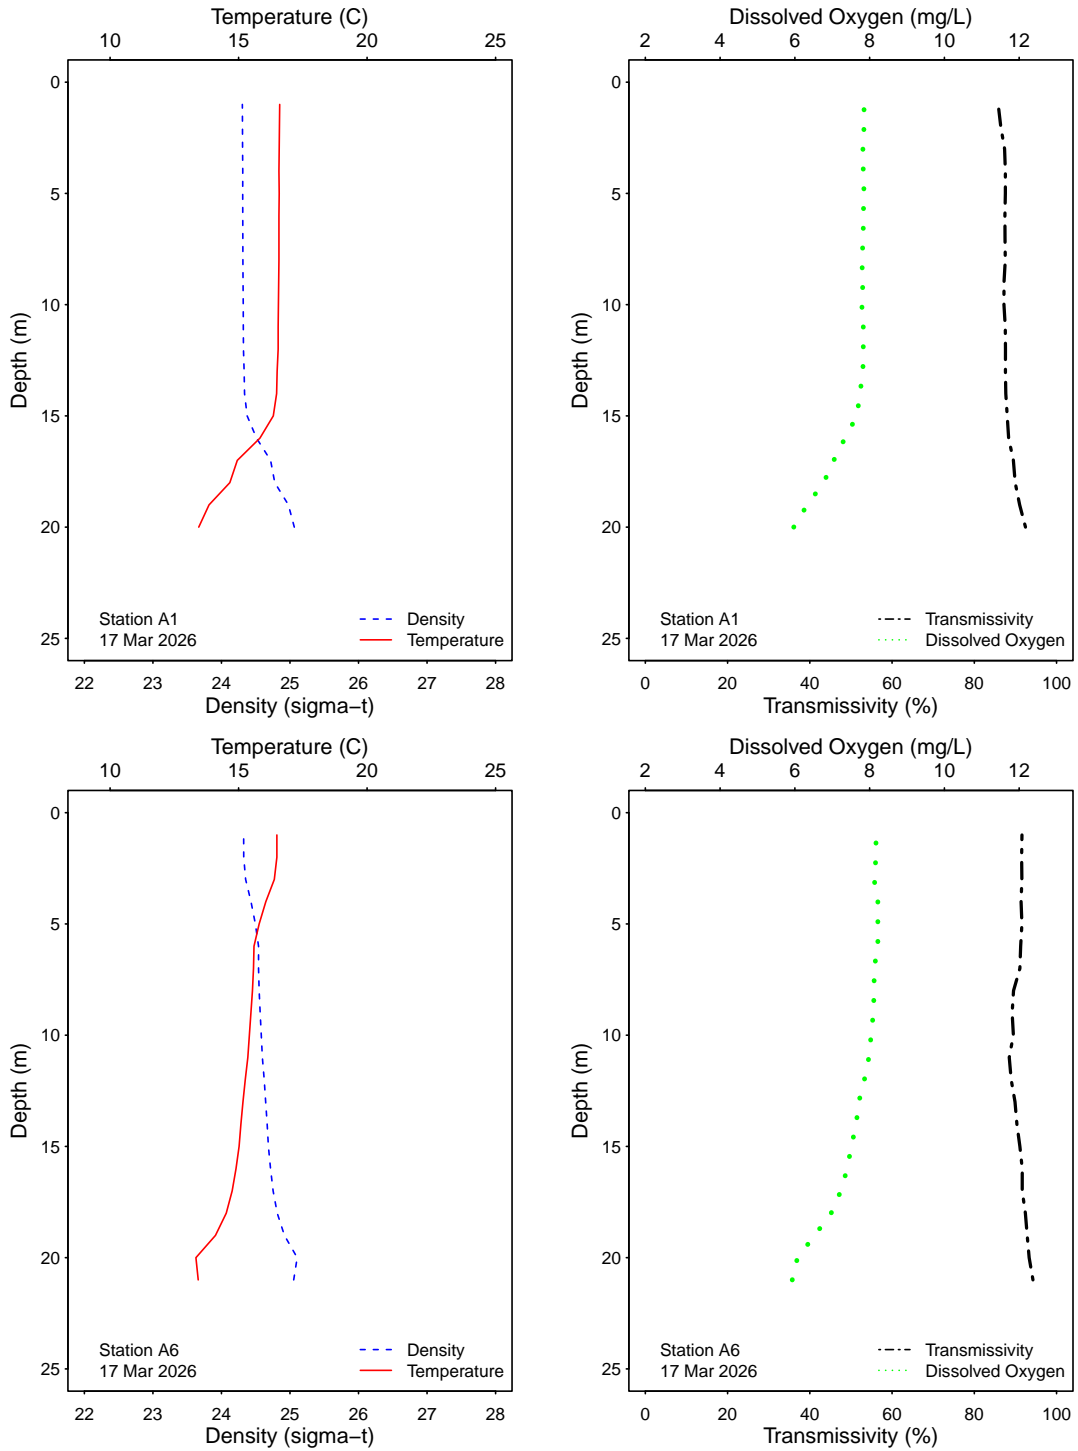 Temperature (C)
10 15 20 25
0
5
10
15
20
25
Depth (m)
Station A1
17 Mar 2026
Density
Temperature
22 23 24 25 26 27 28
Density (sigma−t)
Dissolved Oxygen (mg/L)
2 4 6 8 10 12
0
5
10
15
20
25
Depth (m)
Station A1
17 Mar 2026
Transmissivity
Dissolved Oxygen
0 20 40 60 80 100
Transmissivity (%)
Temperature (C)
10 15 20 25
0
5
10
15
20
25
Depth (m)
Station A6
17 Mar 2026
Density
Temperature
22 23 24 25 26 27 28
Density (sigma−t)
Dissolved Oxygen (mg/L)
2 4 6 8 10 12
0
5
10
15
20
25
Depth (m)
Station A6
17 Mar 2026
Transmissivity
Dissolved Oxygen
0 20 40 60 80 100
Transmissivity (%)